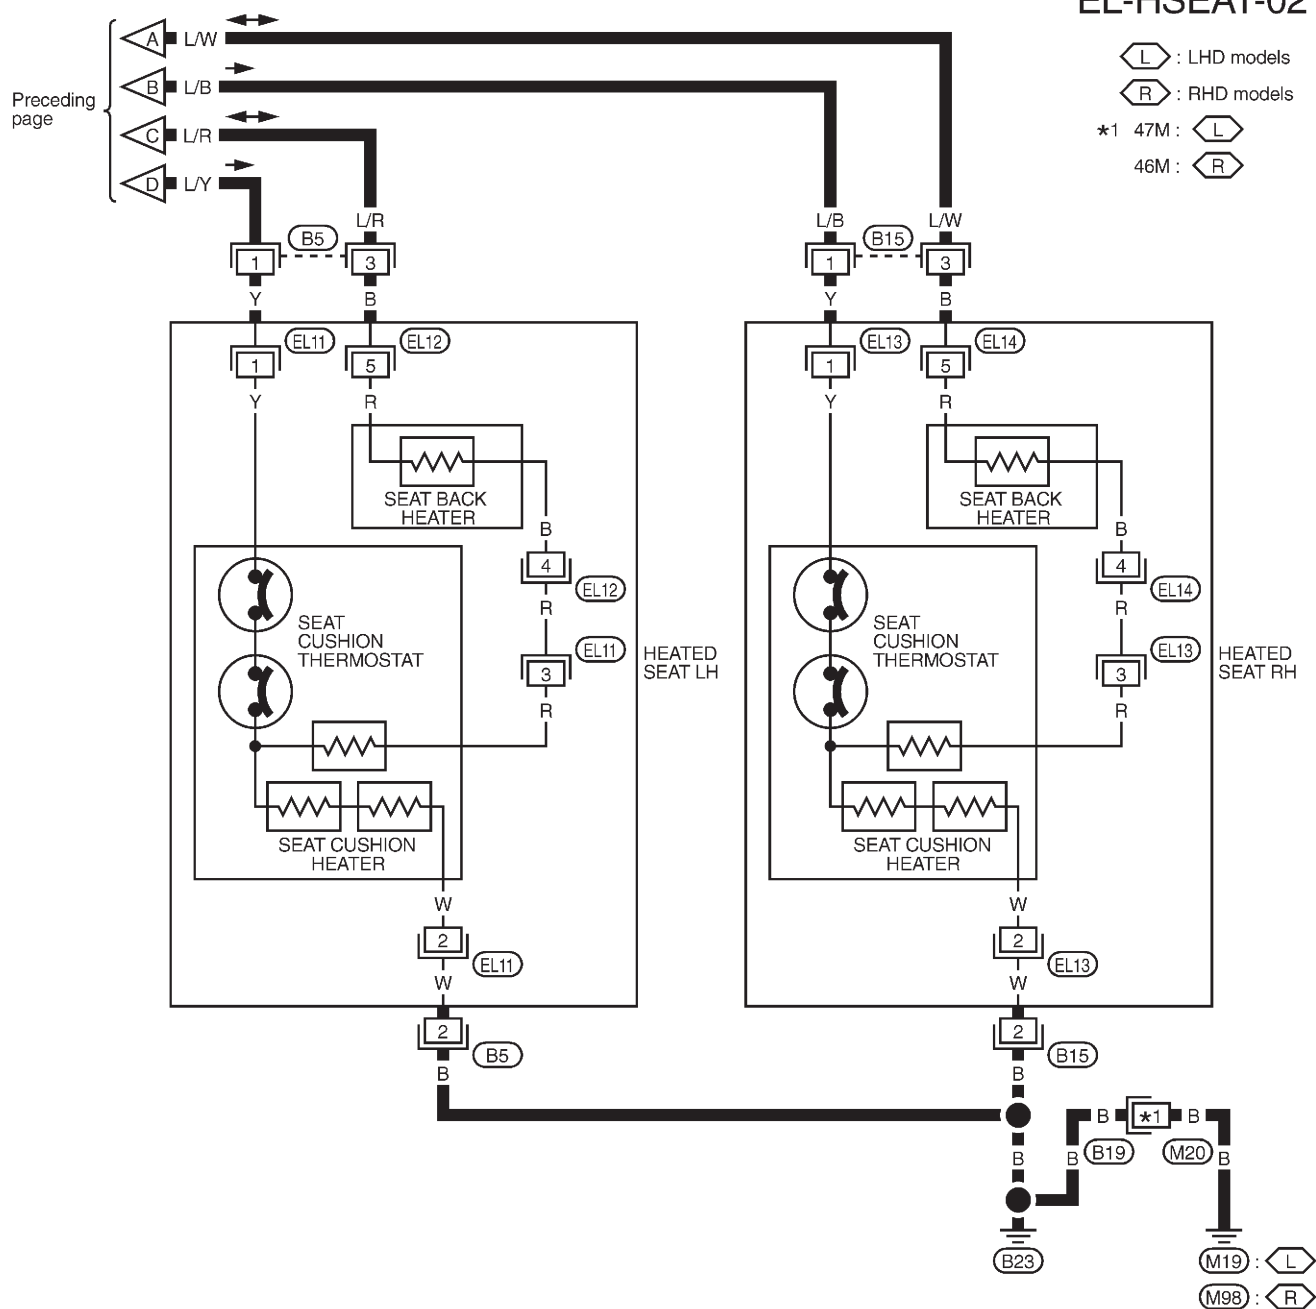 EL-HSEAT-02
L : LHD models
R : RHD models
*1 47M : L
46M : R
Preceding
page
A L/W
B L/B
C L/R
D L/Y
L/R
L/B
L/W
B5
B15
1
3
1
3
Y
B
Y
B
EL11
EL12
EL13
EL14
1
5
1
5
Y
R
Y
R
SEAT BACK
HEATER
SEAT BACK
HEATER
B
B
4
EL12
4
EL14
R
R
SEAT
CUSHION
THERMOSTAT
SEAT
CUSHION
THERMOSTAT
EL11
3
EL13
3
HEATED
SEAT LH
HEATED
SEAT RH
R
R
SEAT CUSHION
HEATER
SEAT CUSHION
HEATER
W
W
2
EL11
2
EL13
W
W
2
B5
2
B15
B
B
B *1 B
B
B
B19
M20
B
B23
M19 : L
M98 : R